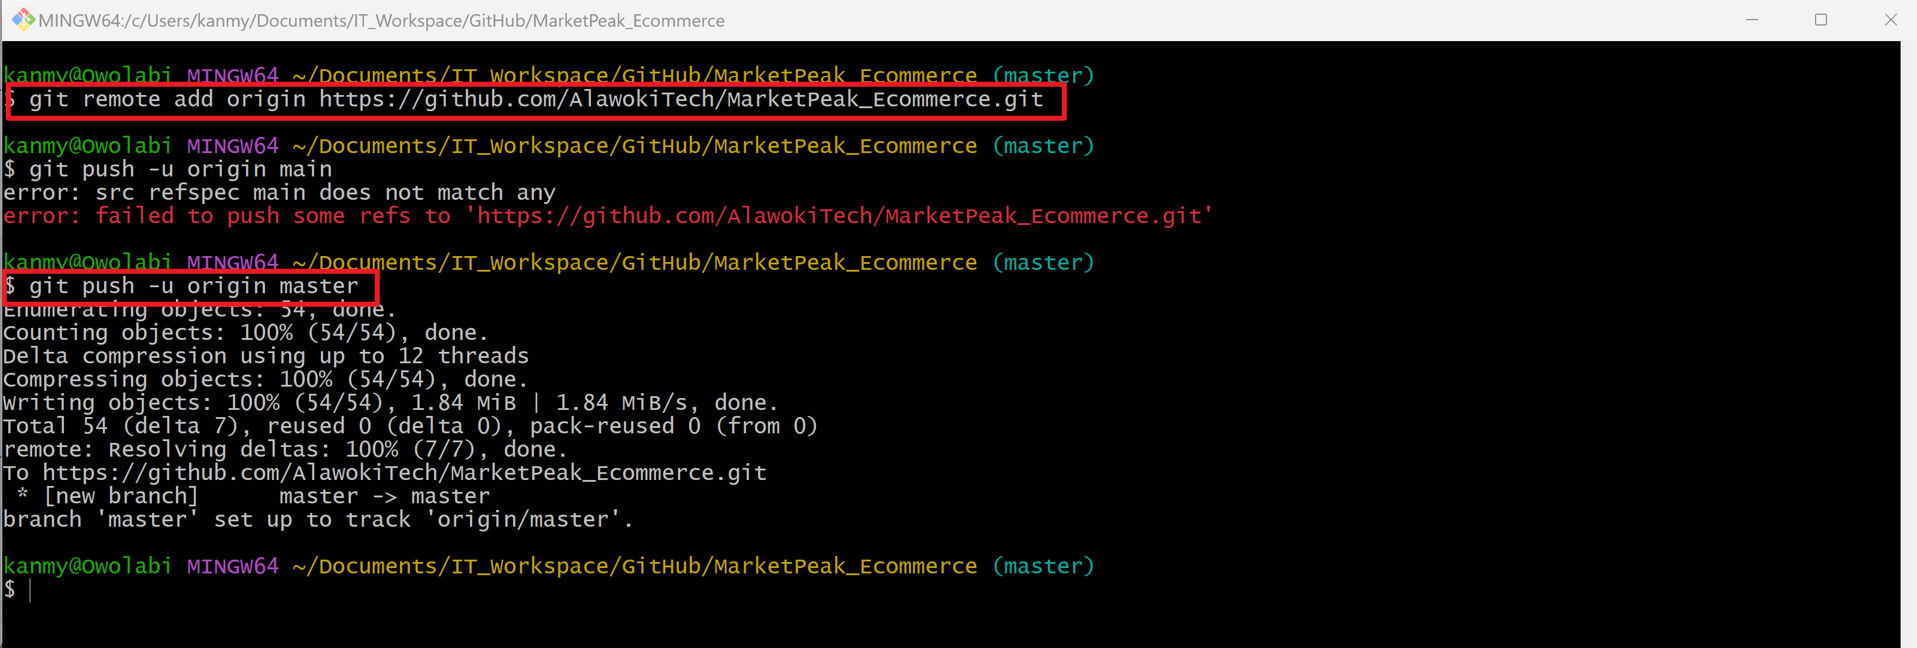 MINGW64:/c/Users/kanmy/Documents/IT_Workspace/GitHub/MarketPeak_Ecommerce
kanmy@Owolabi MINGW64 ~/Documents/IT_Workspace/GitHub/MarketPeak_Ecommerce (master)
$ git remote add origin https://github.com/AlawokiTech/MarketPeak_Ecommerce.git
kanmy@Owolabi MINGW64 ~/Documents/IT_Workspace/GitHub/MarketPeak_Ecommerce (master)
$ git push -u origin main
error: src refspec main does not match any
error: failed to push some refs to 'https://github.com/AlawokiTech/MarketPeak_Ecommerce.git'
kanmy@Owolabi MINGW64 ~/Documents/IT_Workspace/GitHub/MarketPeak_Ecommerce (master)
$ git push -u origin master
Enumerating objects: 54, done.
Counting objects: 100% (54/54), done.
Delta compression using up to 12 threads
Compressing objects: 100% (54/54), done.
Writing objects: 100% (54/54), 1.84 MiB | 1.84 MiB/s, done.
Total 54 (delta 7), reused 0 (delta 0), pack-reused 0 (from 0)
remote: Resolving deltas: 100% (7/7), done.
To https://github.com/AlawokiTech/MarketPeak_Ecommerce.git
 * [new branch]      master -> master
branch 'master' set up to track 'origin/master'.
kanmy@Owolabi MINGW64 ~/Documents/IT_Workspace/GitHub/MarketPeak_Ecommerce (master)
$